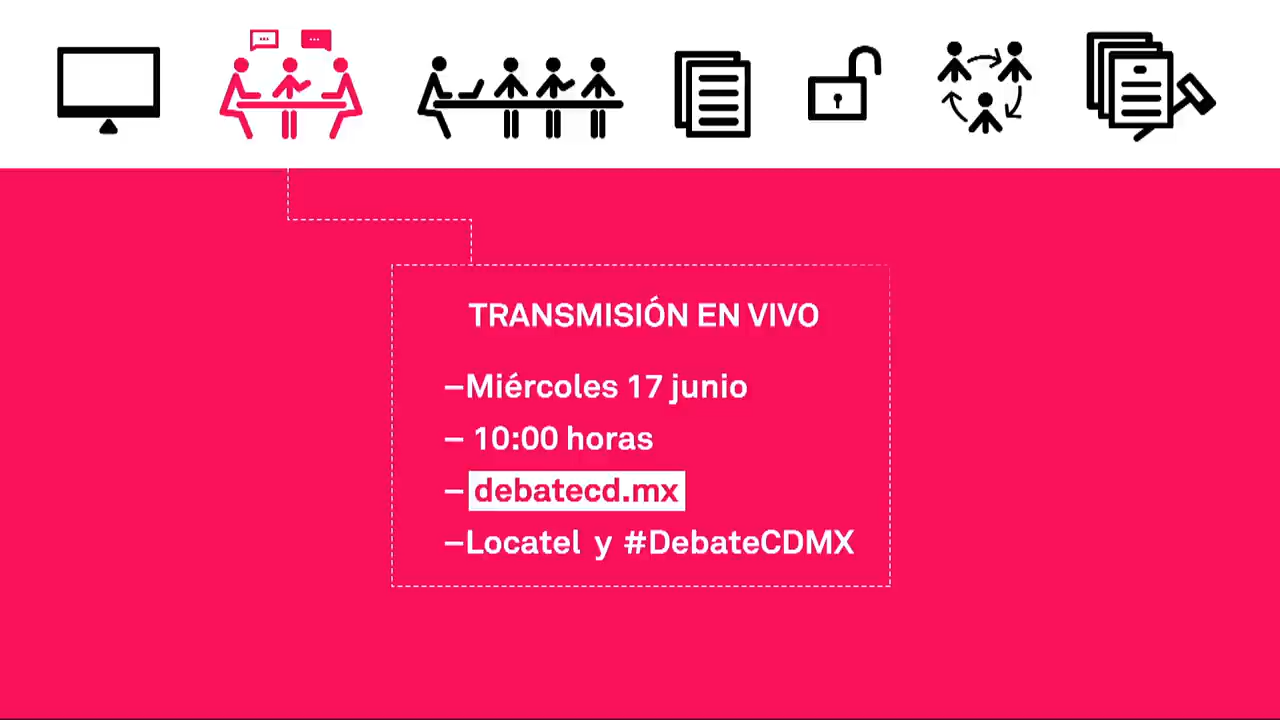 TRANSMISIÓN EN VIVO
–Miércoles 17 junio
– 10:00 horas
– debatecd.mx
–Locatel y #DebateCDMX